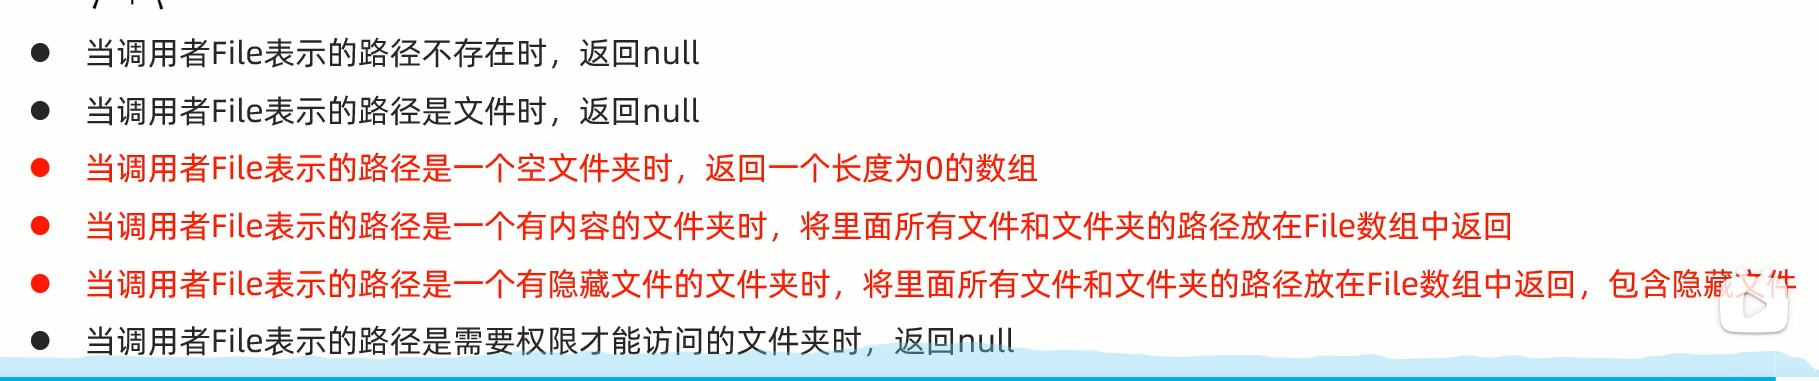 当调用者File表示的路径不存在时，返回null
当调用者File表示的路径是文件时，返回null
当调用者File表示的路径是一个空文件夹时，返回一个长度为0的数组
当调用者File表示的路径是一个有内容的文件夹时，将里面所有文件和文件夹的路径放在File数组中返回
当调用者File表示的路径是一个有隐藏文件的文件夹时，将里面所有文件和文件夹的路径放在File数组中返回，包含隐藏文件
当调用者File表示的路径是需要权限才能访问的文件夹时，返回null